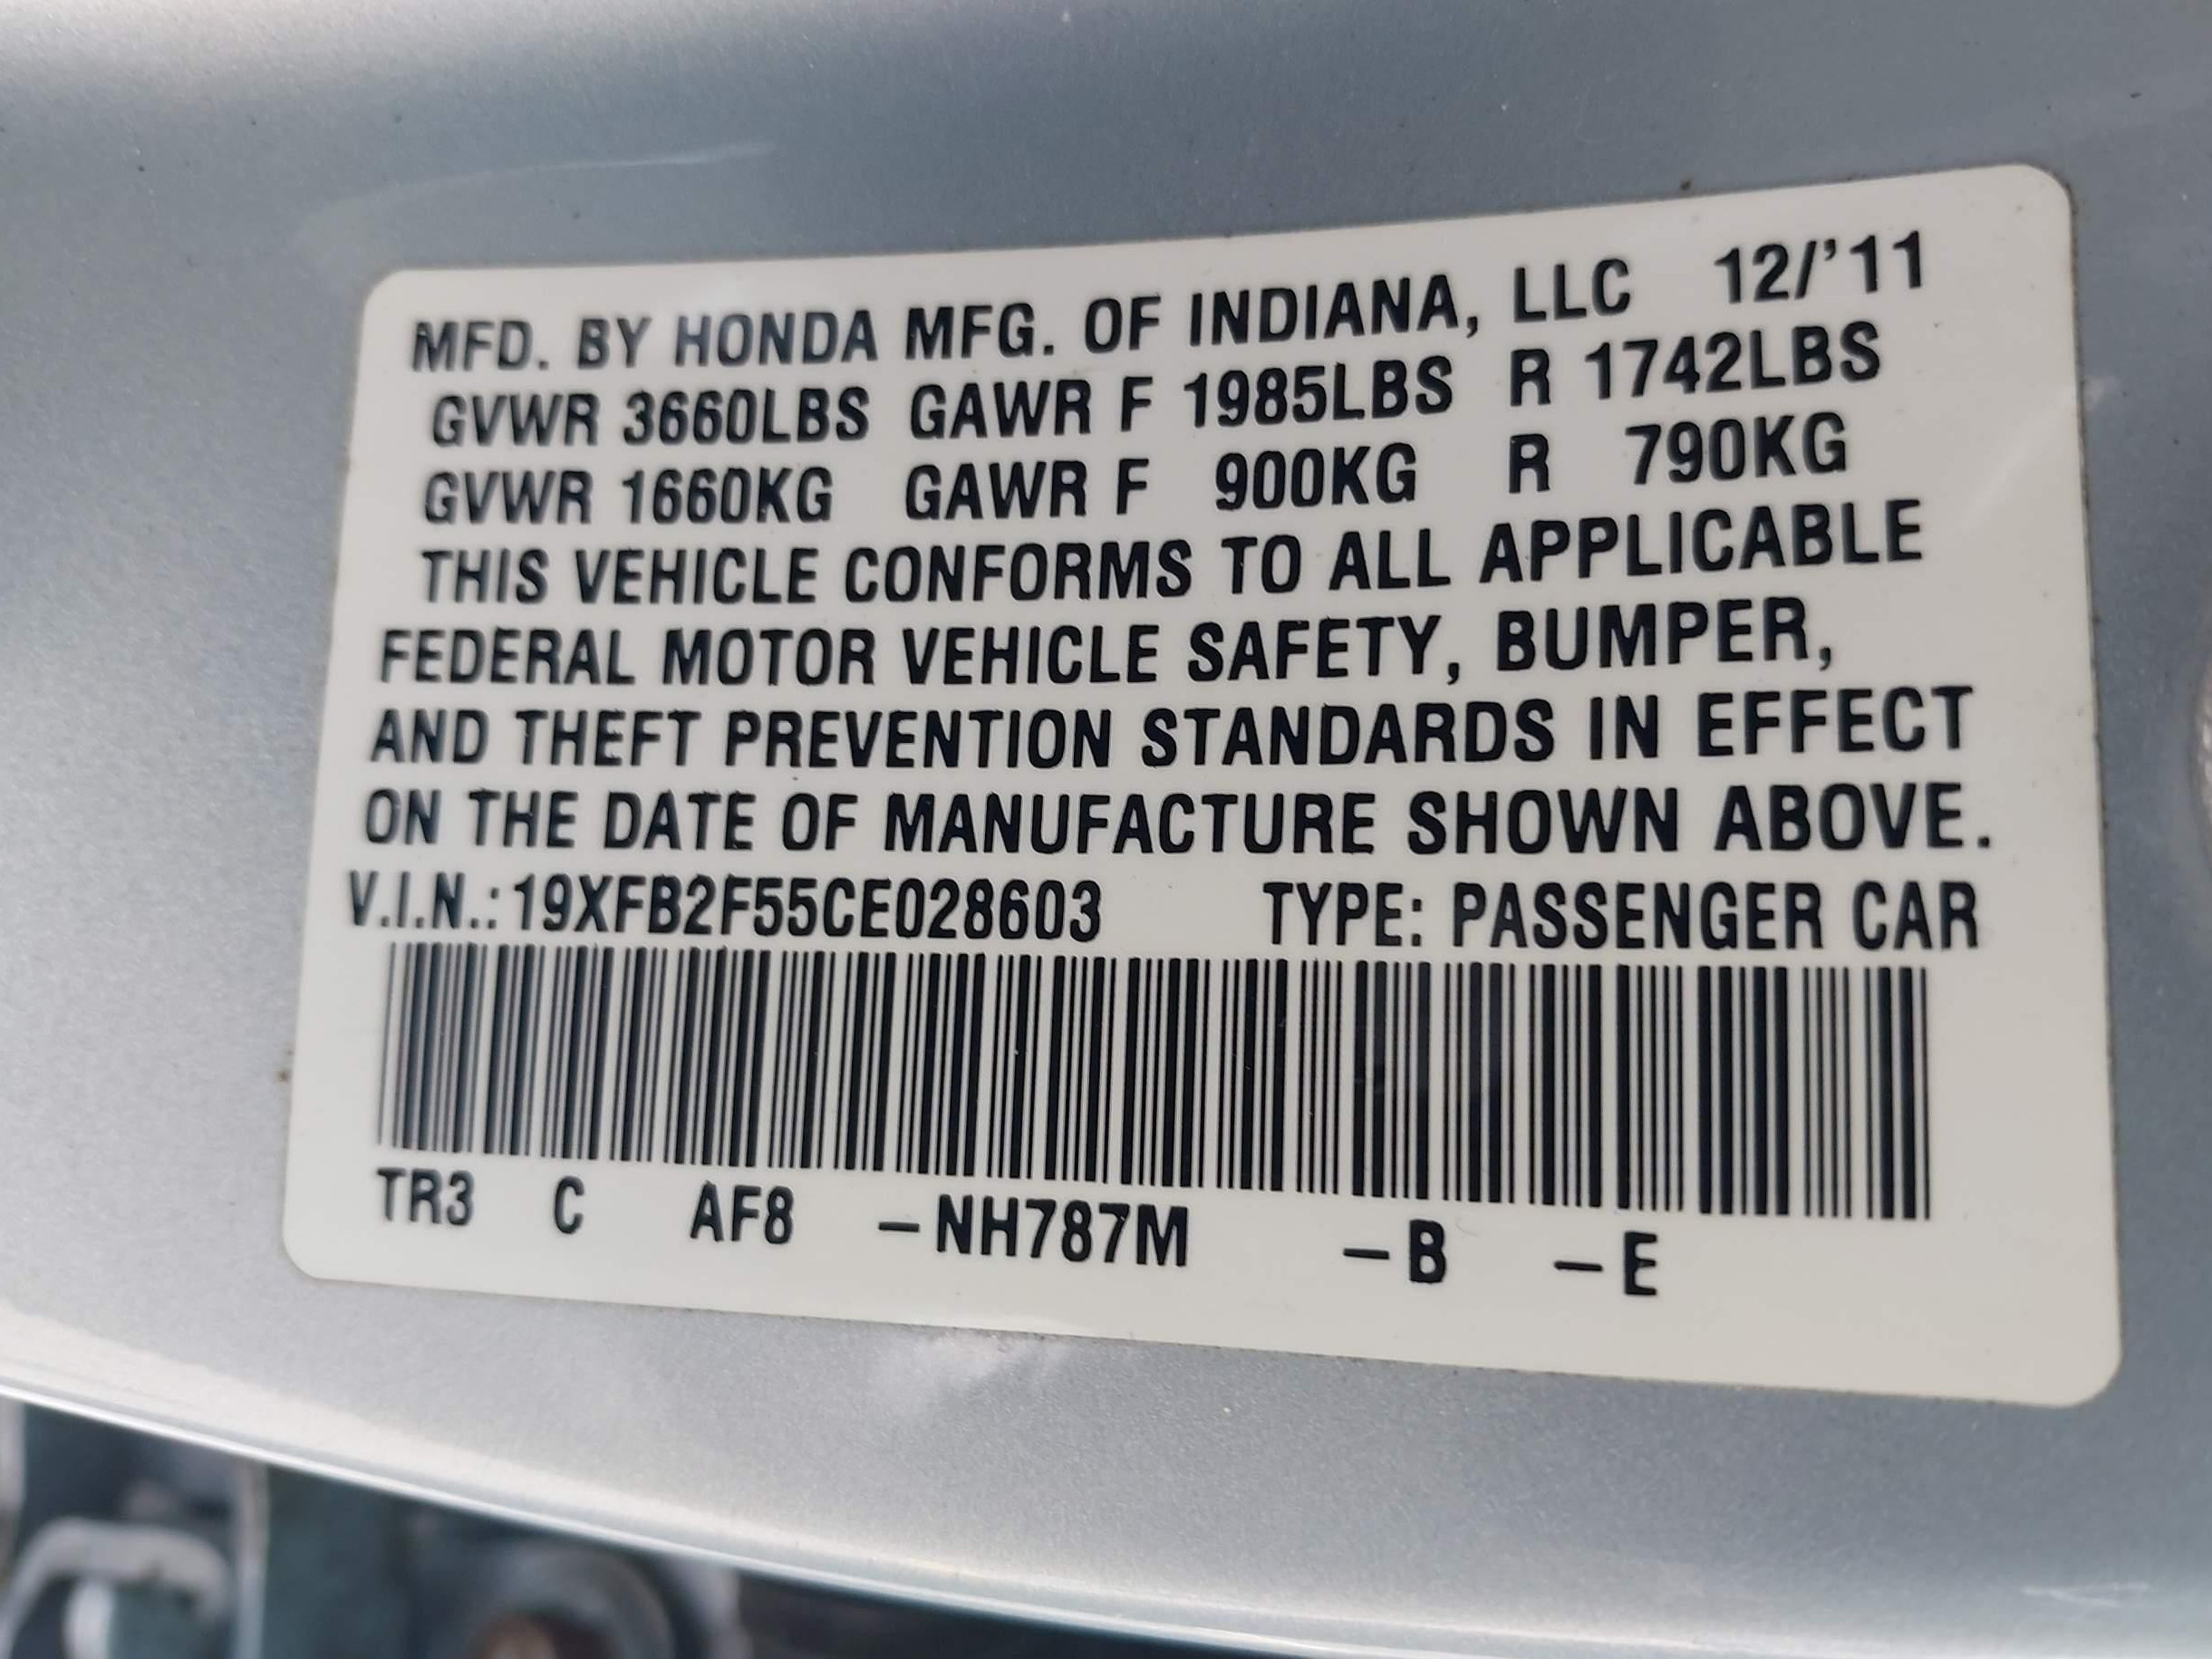 MFD. BY HONDA MFG. OF INDIANA, LLC 12/'11
GVWR 3660LBS GAWR F 1985LBS R 1742LBS
GVWR 1660KG GAWR F 900KG R 790KG
THIS VEHICLE CONFORMS TO ALL APPLICABLE
FEDERAL MOTOR VEHICLE SAFETY, BUMPER,
AND THEFT PREVENTION STANDARDS IN EFFECT
ON THE DATE OF MANUFACTURE SHOWN ABOVE.
V.I.N.:19XFB2F55CE028603 TYPE: PASSENGER CAR
TR3 C AF8 –NH787M –B –E